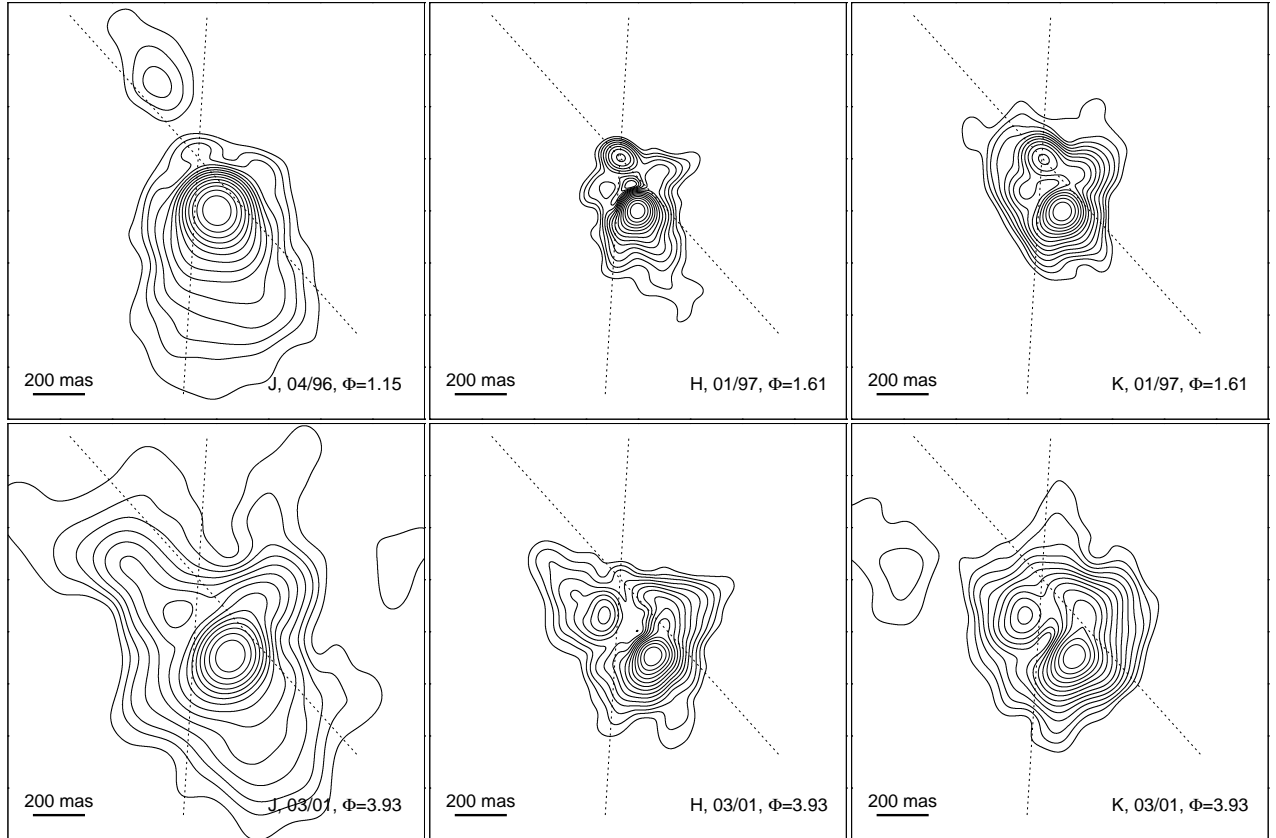 200 mas
J, 04/96, Φ=1.15
200 mas
H, 01/97, Φ=1.61
200 mas
K, 01/97, Φ=1.61
200 mas
J, 03/01, Φ=3.93
200 mas
H, 03/01, Φ=3.93
200 mas
K, 03/01, Φ=3.93